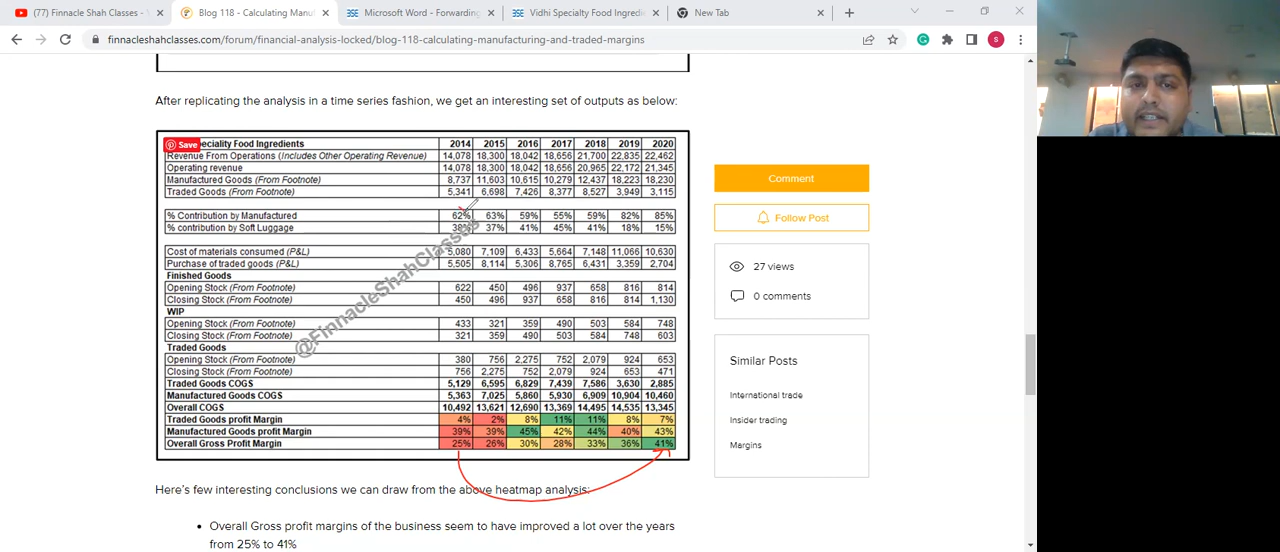 (77) Finnacle Shah Classes - Y
Blog 118 - Calculating Manuf
Microsoft Word - Forwarding
Vidhi Specialty Food Ingredie
New Tab
finnacleshahclasses.com/forum/financial-analysis-locked/blog-118-calculating-manufacturing-and-traded-margins
After replicating the analysis in a time series fashion, we get an interesting set of outputs as below:
Save
Speciality Food Ingredients 2014 2015 2016 2017 2018 2019 2020
Revenue From Operations (Includes Other Operating Revenue) 14,078 18,300 18,042 18,656 21,700 22,835 22,462
Operating revenue 14,078 18,300 18,042 18,656 20,965 22,172 21,345
Manufactured Goods (From Footnote) 8,737 11,603 10,615 10,279 12,437 18,223 18,230
Traded Goods (From Footnote) 5,341 6,698 7,426 8,377 8,527 3,949 3,115
% Contribution by Manufactured 62% 63% 59% 55% 59% 82% 85%
% contribution by Soft Luggage 38% 37% 41% 45% 41% 18% 15%
Cost of materials consumed (P&L) 5,080 7,109 6,433 5,664 7,148 11,066 10,630
Purchase of traded goods (P&L) 5,505 8,114 5,306 8,765 6,431 3,359 2,704
Finished Goods
Opening Stock (From Footnote) 622 450 496 937 658 816 814
Closing Stock (From Footnote) 450 496 937 658 816 814 1,130
WIP
Opening Stock (From Footnote) 433 321 359 490 503 584 748
Closing Stock (From Footnote) 321 359 490 503 584 748 603
Traded Goods
Opening Stock (From Footnote) 380 756 2,275 752 2,079 924 653
Closing Stock (From Footnote) 756 2,275 752 2,079 924 653 471
Traded Goods COGS 5,129 6,595 6,829 7,439 7,586 3,630 2,885
Manufactured Goods COGS 5,363 7,025 5,860 5,930 6,909 10,904 10,460
Overall COGS 10,492 13,621 12,690 13,369 14,495 14,535 13,345
Traded Goods profit Margin 4% 2% 8% 11% 11% 8% 7%
Manufactured Goods profit Margin 39% 39% 45% 42% 44% 40% 43%
Overall Gross Profit Margin 25% 26% 30% 28% 33% 36% 41%
@FinnacleShahClasses
Here's few interesting conclusions we can draw from the above heatmap analysis:
• Overall Gross profit margins of the business seem to have improved a lot over the years
from 25% to 41%
Comment
Follow Post
27 views
0 comments
Similar Posts
International trade
Insider trading
Margins